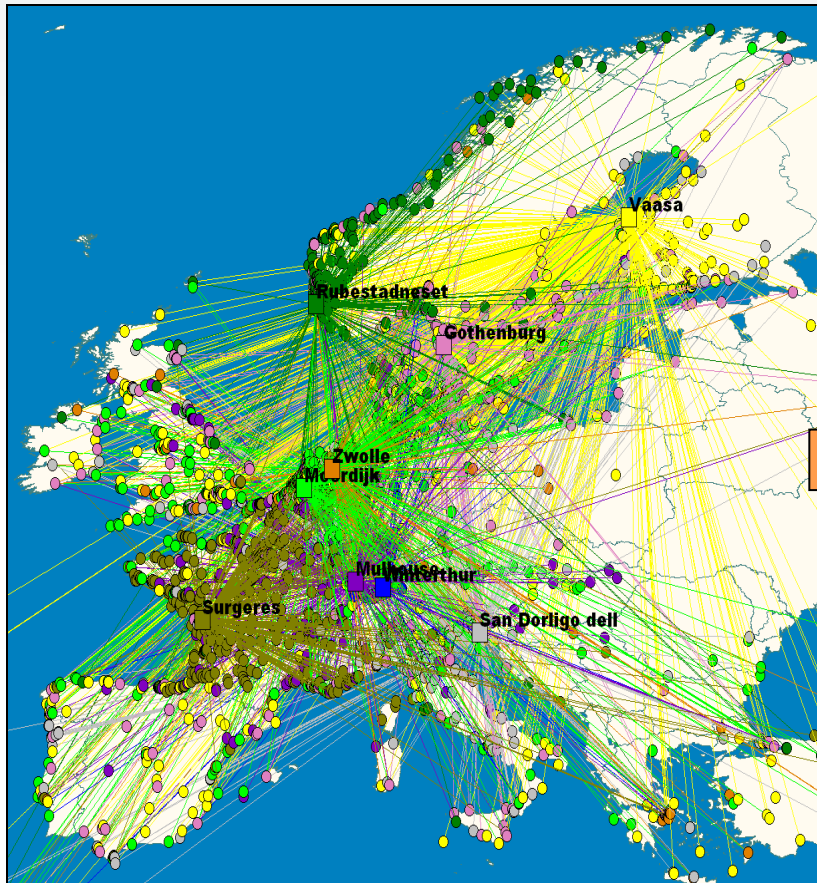 Vaasa
Rubestadneset
Gothenburg
Zwolle
Moerdijk
Mulhouse
Winterthur
Surgeres
San Dorligo dell